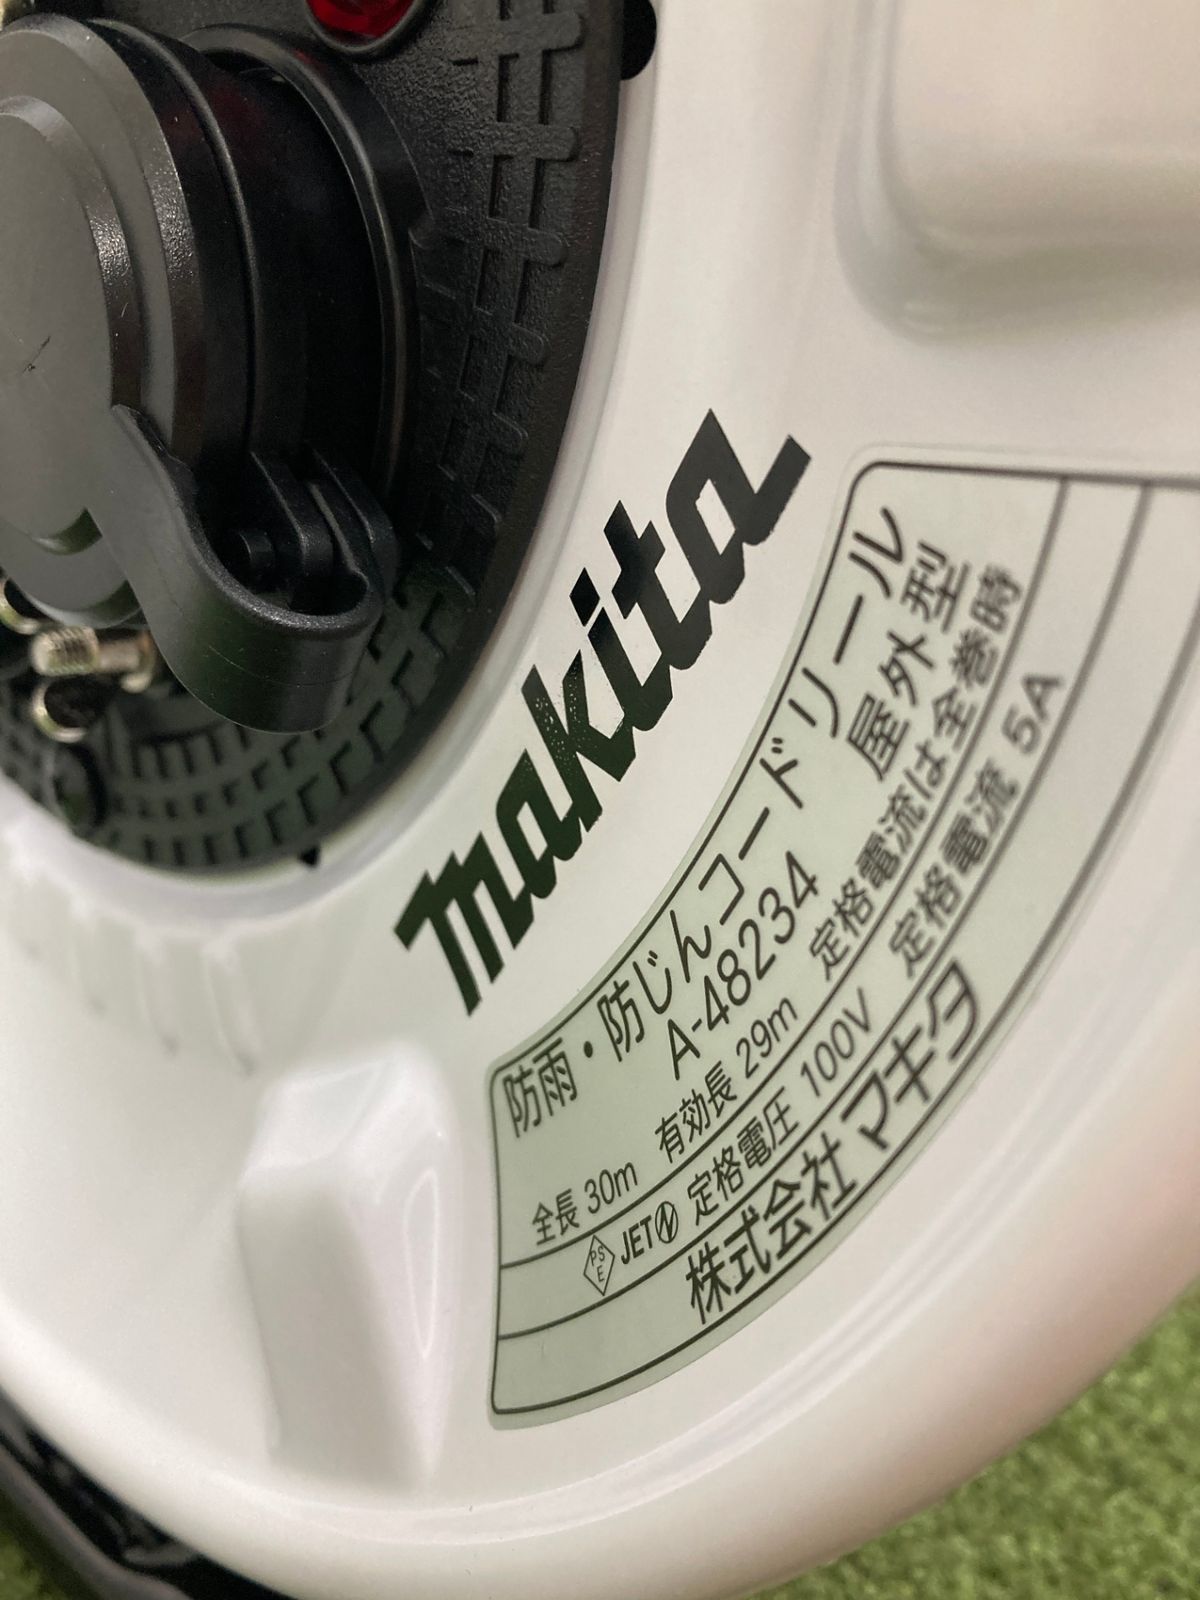 makita
防雨・防じんコードリール
A-48234 屋外型
全長 30m 有効長 29m 定格電流は全巻時
PSE JET 定格電圧 100V 定格電流 5A
株式会社マキタ